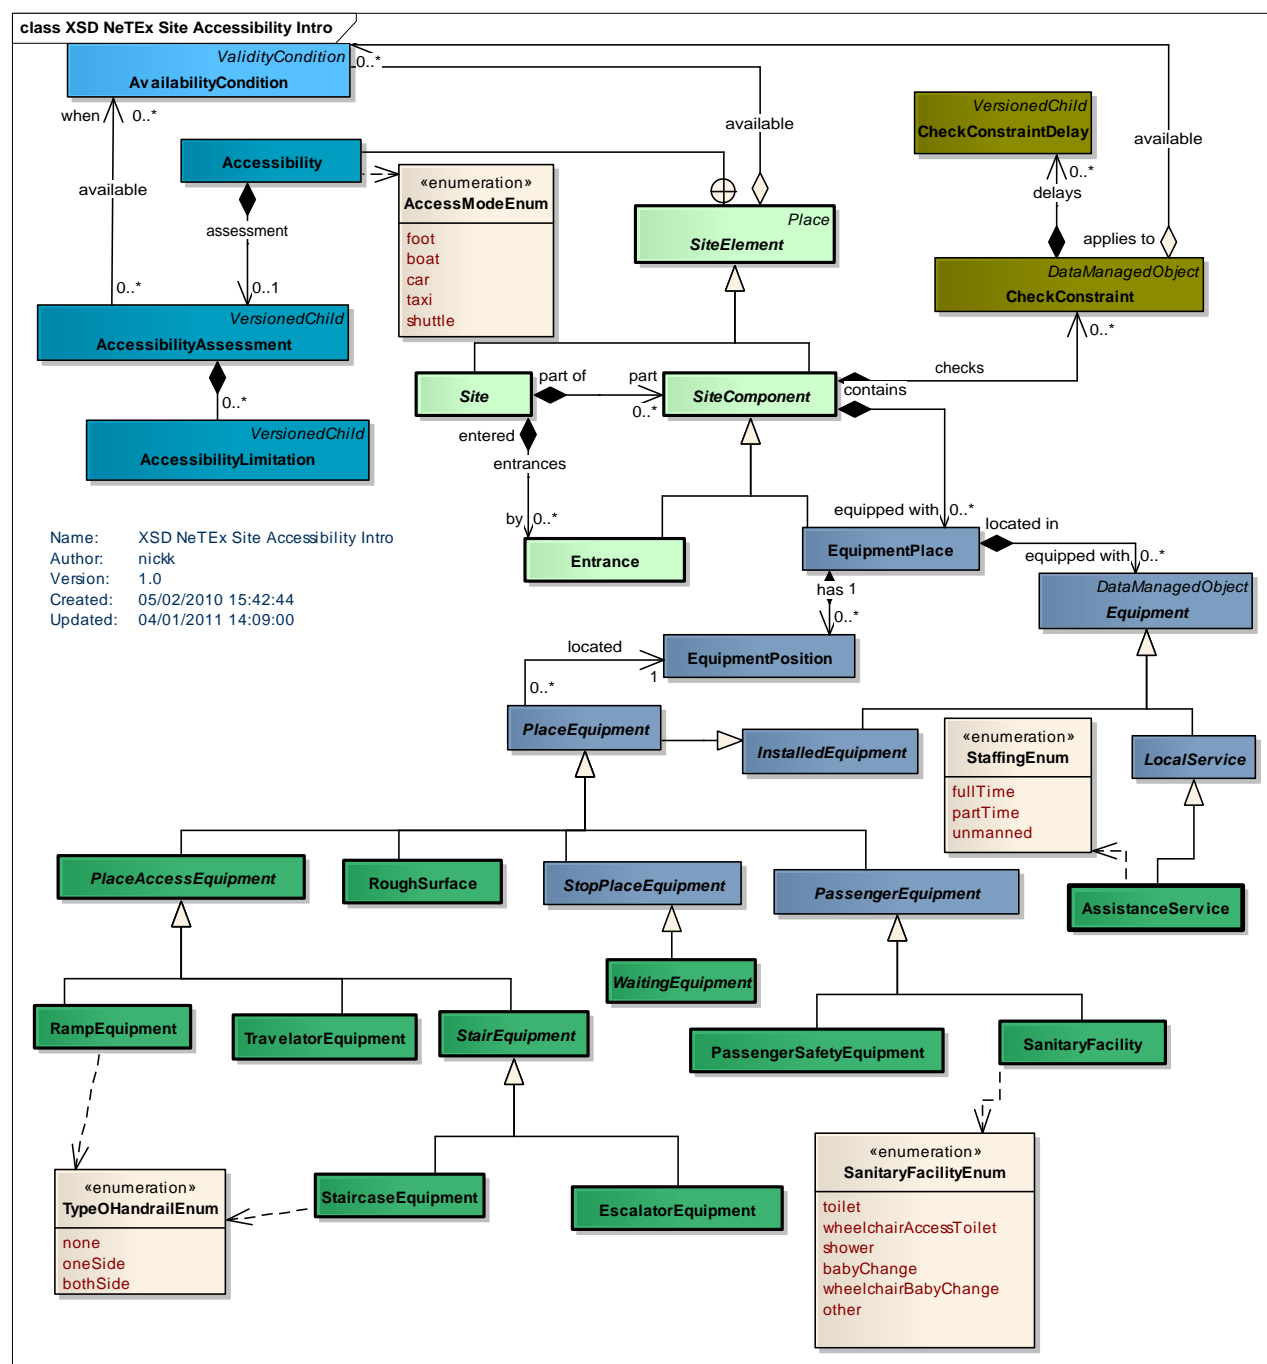 class XSD NeTEx Site Accessibility Intro
ValidityCondition
AvailabilityCondition
0..*
when
0..*
available
available
VersionedChild
CheckConstraintDelay
available
0..*
delays
applies to
Accessibility
«enumeration»
AccessModeEnum
foot
boat
car
taxi
shuttle
assessment
0..*
0..1
Place
SiteElement
DataManagedObject
CheckConstraint
0..*
VersionedChild
AccessibilityAssessment
0..*
VersionedChild
AccessibilityLimitation
Site
part of
part
0..*
SiteComponent
checks
contains
entered
entrances
by
0..*
equipped with
0..*
located in
Entrance
EquipmentPlace
equipped with
0..*
Name: XSD NeTEx Site Accessibility Intro
Author: nickk
Version: 1.0
Created: 05/02/2010 15:42:44
Updated: 04/01/2011 14:09:00
has 1
0..*
DataManagedObject
Equipment
located
0..*
1
EquipmentPosition
PlaceEquipment
InstalledEquipment
«enumeration»
StaffingEnum
fullTime
partTime
unmanned
LocalService
PlaceAccessEquipment
RoughSurface
StopPlaceEquipment
PassengerEquipment
AssistanceService
WaitingEquipment
RampEquipment
TravelatorEquipment
StairEquipment
PassengerSafetyEquipment
SanitaryFacility
«enumeration»
TypeOHandrailEnum
none
oneSide
bothSide
StaircaseEquipment
EscalatorEquipment
«enumeration»
SanitaryFacilityEnum
toilet
wheelchairAccessToilet
shower
babyChange
wheelchairBabyChange
other